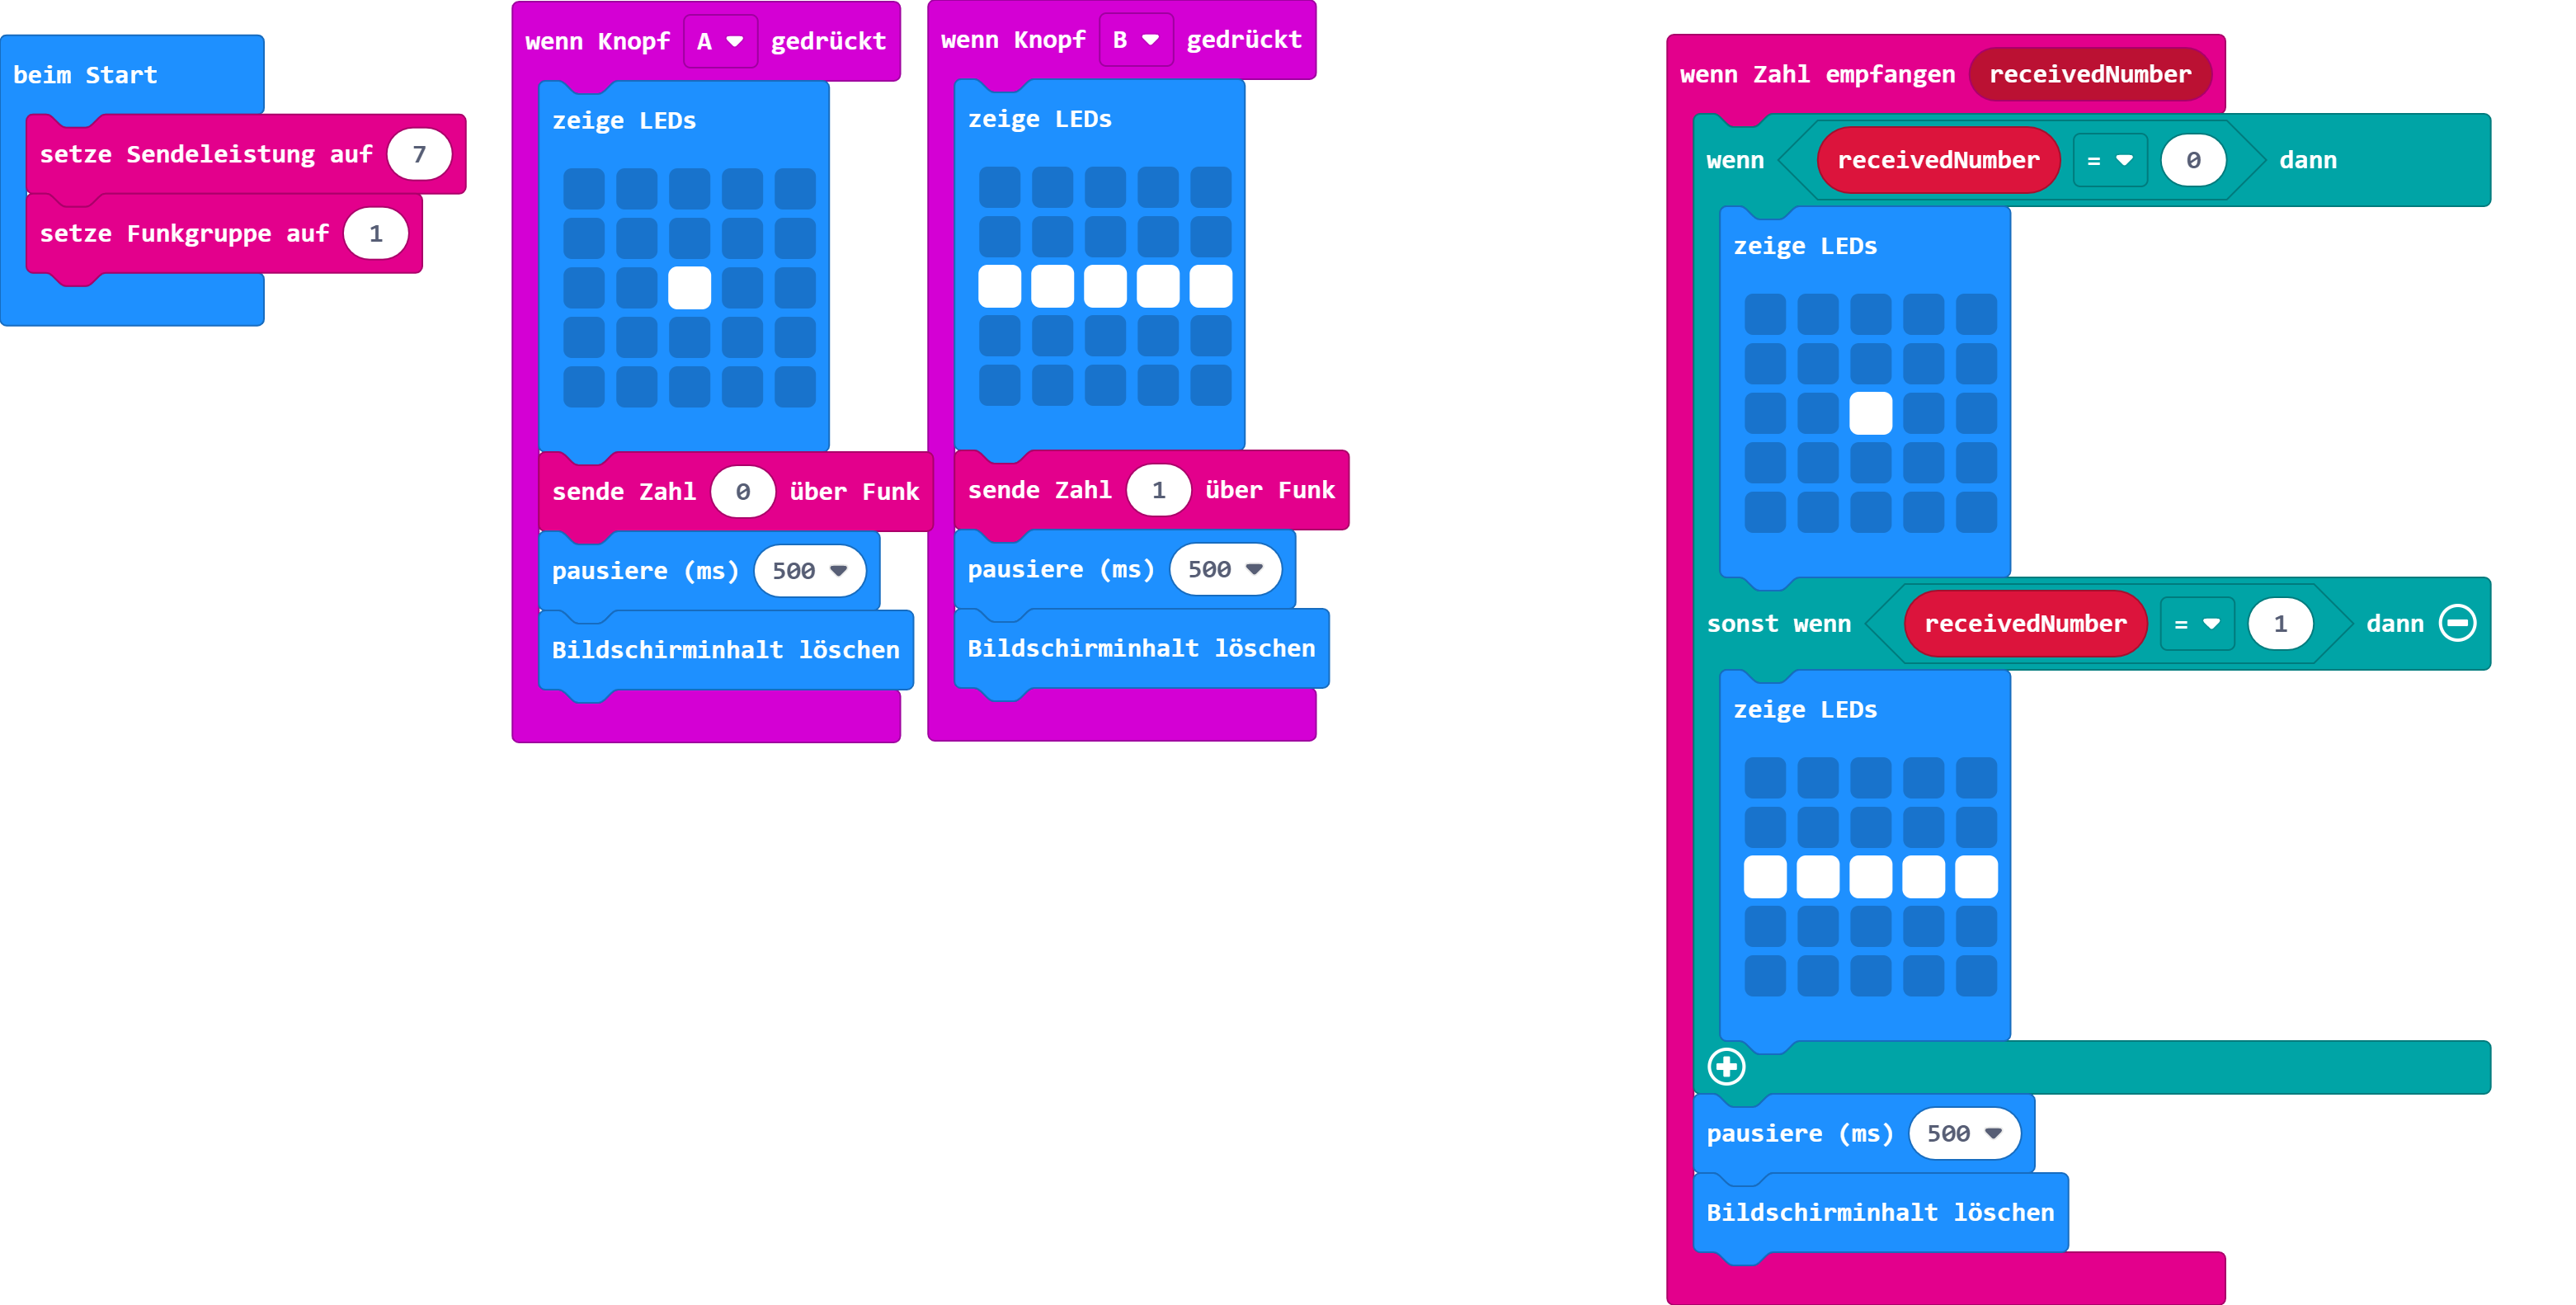 beim Start
setze Sendeleistung auf 7
setze Funkgruppe auf 1
wenn Knopf A gedrückt
zeige LEDs
sende Zahl 0 über Funk
pausiere (ms) 500
Bildschirminhalt löschen
wenn Knopf B gedrückt
zeige LEDs
sende Zahl 1 über Funk
pausiere (ms) 500
Bildschirminhalt löschen
wenn Zahl empfangen receivedNumber
wenn receivedNumber = 0 dann
zeige LEDs
sonst wenn receivedNumber = 1 dann
zeige LEDs
pausiere (ms) 500
Bildschirminhalt löschen